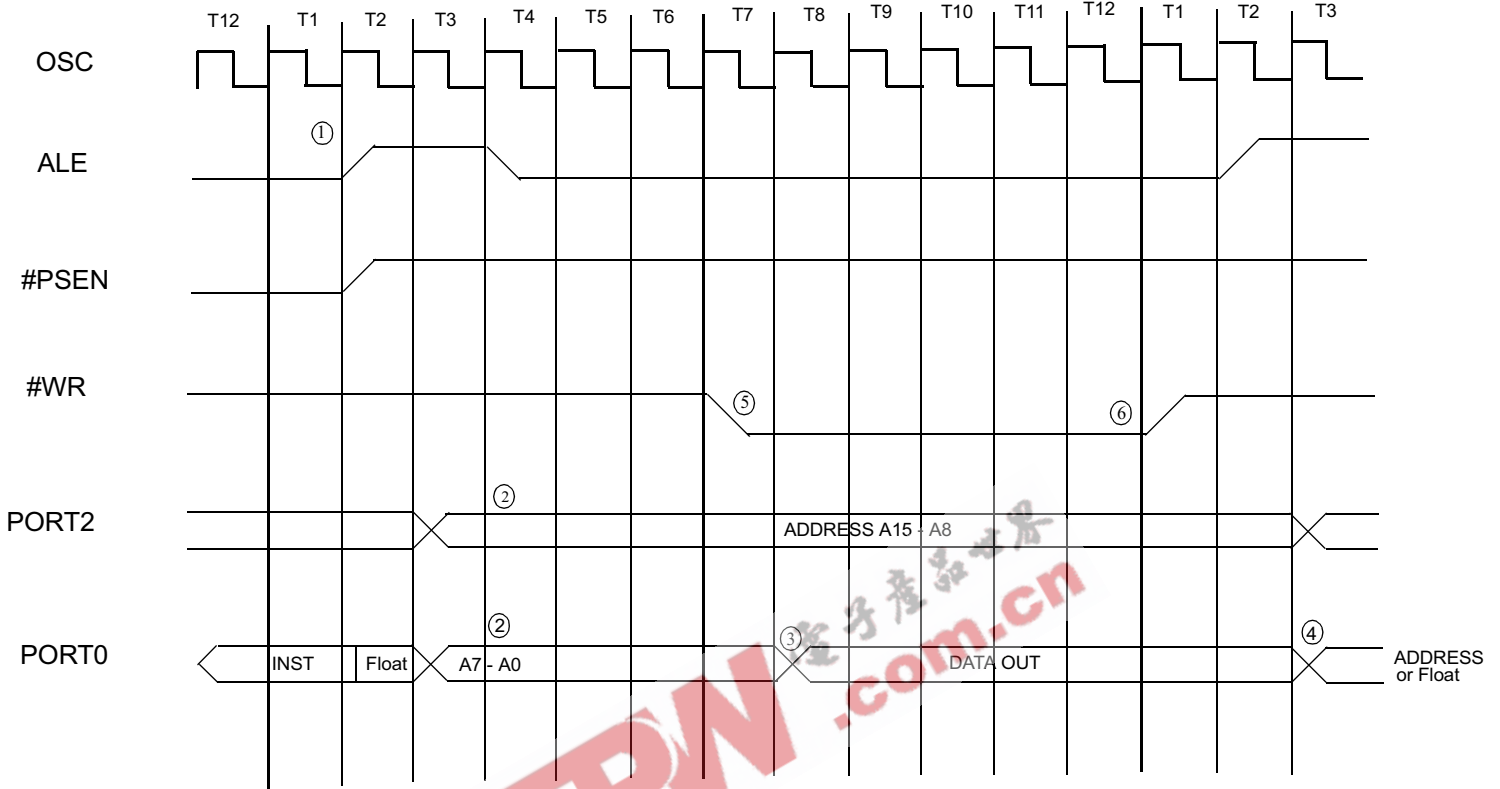 T12 T1 T2 T3 T4 T5 T6 T7 T8 T9 T10 T11 T12 T1 T2 T3
OSC
①
ALE
#PSEN
#WR
⑤
⑥
②
PORT2
ADDRESS A15 - A8
電子產品世界
.com.cn
②
③
④
PORT0
INST
Float
A7 - A0
DATA OUT
ADDRESS
or Float